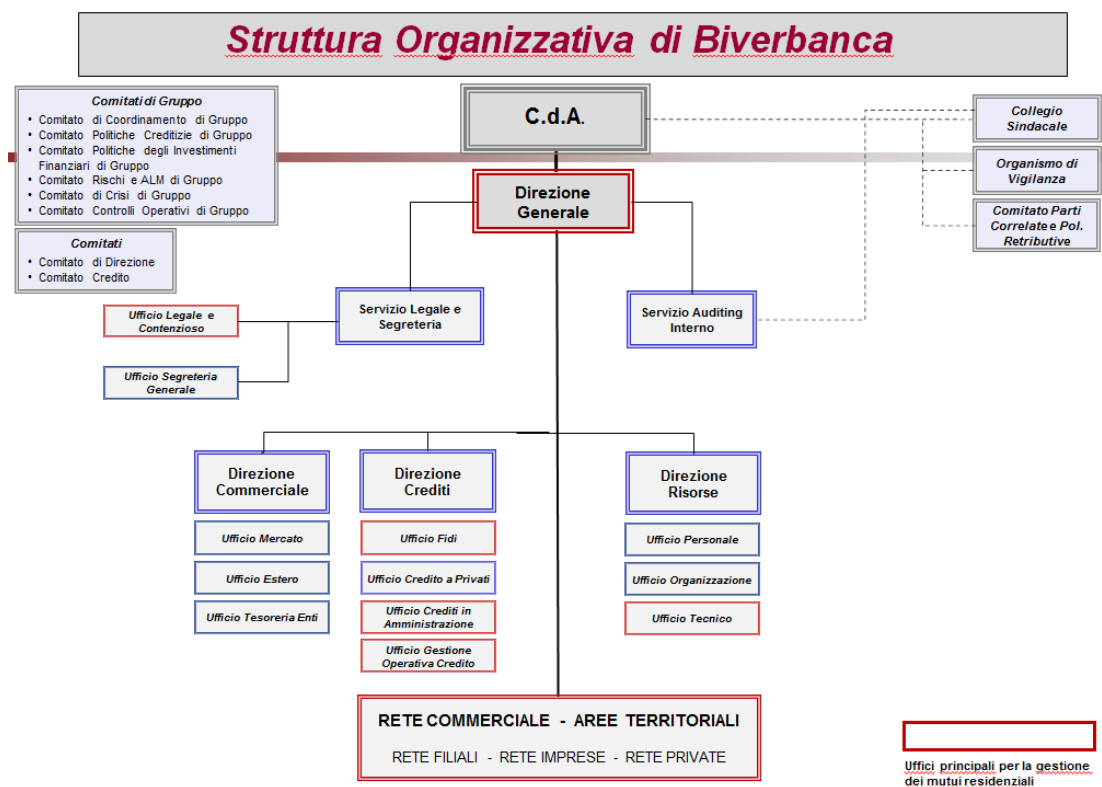 Struttura Organizzativa di Biverbanca
Comitati di Gruppo
• Comitato di Coordinamento di Gruppo
• Comitato Politiche Creditizie di Gruppo
• Comitato Politiche degli Investimenti
Finanziari di Gruppo
• Comitato Rischi e ALM di Gruppo
• Comitato di Crisi di Gruppo
• Comitato Controlli Operativi di Gruppo
Comitati
• Comitato di Direzione
• Comitato Credito
C.d.A.
Direzione
Generale
Collegio
Sindacale
Organismo di
Vigilanza
Comitato Parti
Correlate e Pol.
Retributive
Servizio Legale e
Segreteria
Servizio Auditing
Interno
Ufficio Legale e
Contenzioso
Ufficio Segreteria
Generale
Direzione
Commerciale
Ufficio Mercato
Ufficio Estero
Ufficio Tesoreria Enti
Direzione
Crediti
Ufficio Fidi
Ufficio Credito a Privati
Ufficio Crediti in
Amministrazione
Ufficio Gestione
Operativa Credito
Direzione
Risorse
Ufficio Personale
Ufficio Organizzazione
Ufficio Tecnico
RETE COMMERCIALE - AREE TERRITORIALI
RETE FILIALI - RETE IMPRESE - RETE PRIVATE
Uffici principali per la gestione
dei mutui residenziali